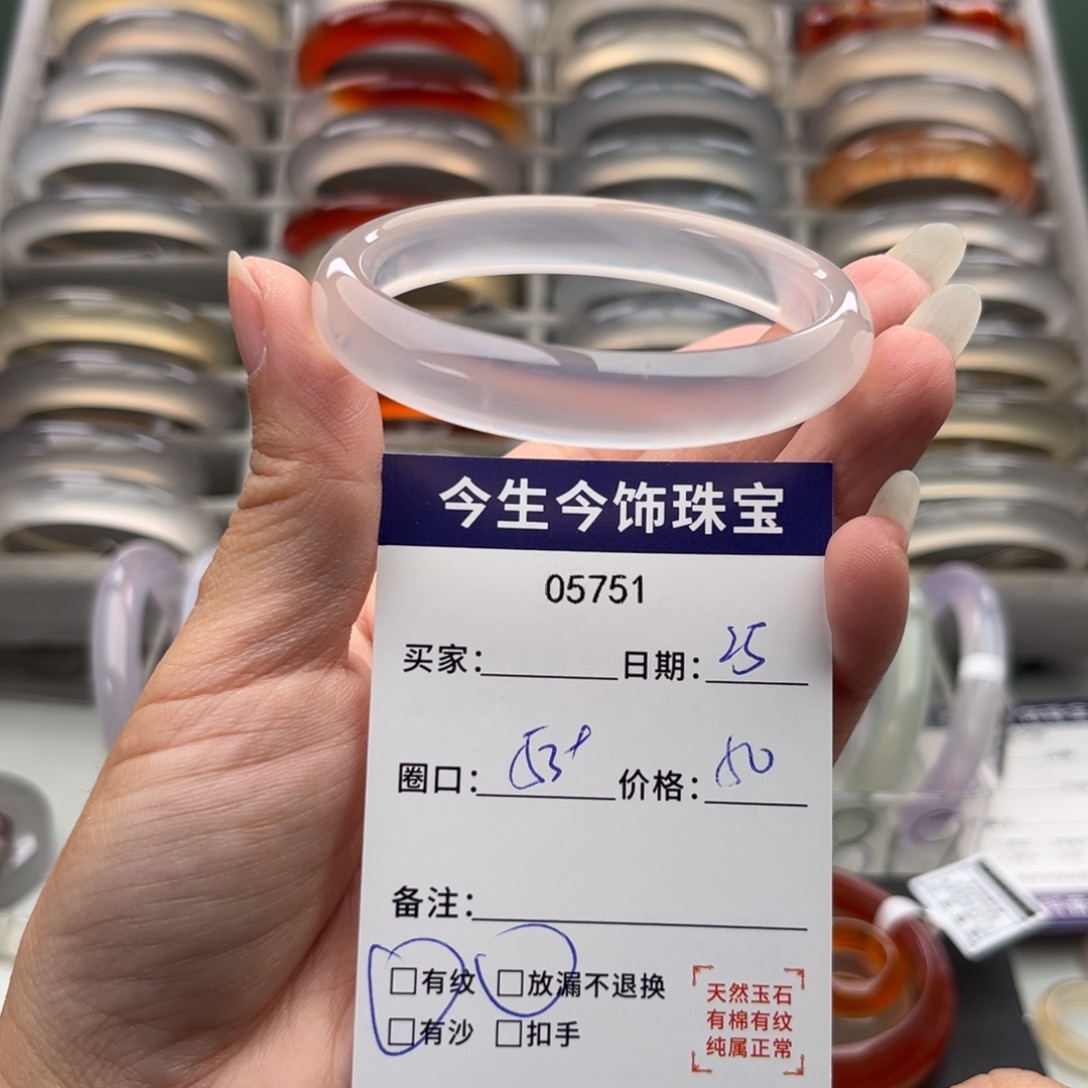 今生今饰珠宝
05751
买家： 日期：25
圈口：53+ 价格：150
备注：
□有纹 □放漏不退换
□有沙 □扣手
天然玉石
有棉有纹
纯属正常